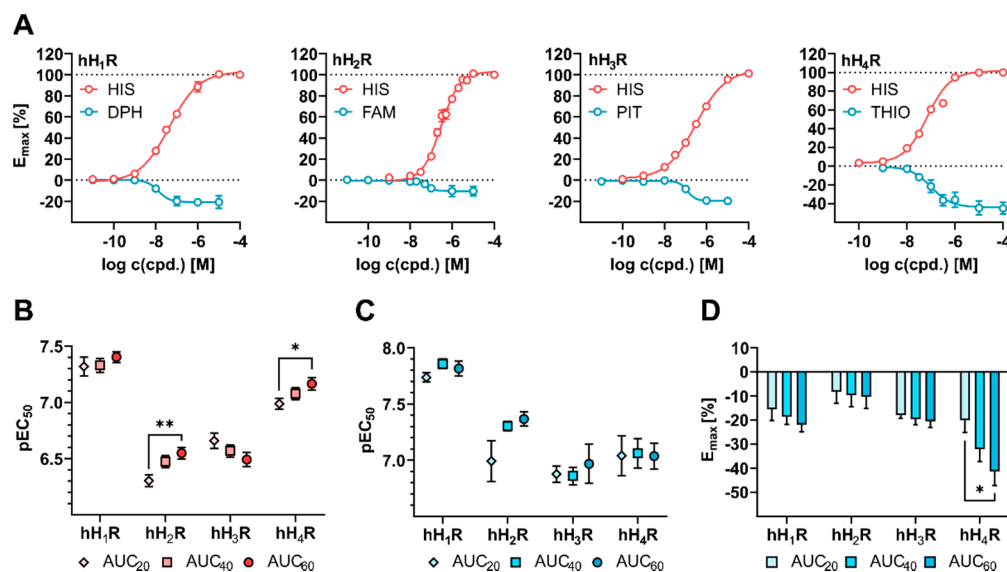 A
hH1R
HIS
DPH
Emax [%]
120
100
80
60
40
20
0
-20
-10 -8 -6 -4
log c(cpd.) [M]
hH2R
HIS
FAM
120
100
80
60
40
20
0
-20
-10 -8 -6 -4
log c(cpd.) [M]
hH3R
HIS
PIT
120
100
80
60
40
20
0
-20
-10 -8 -6 -4
log c(cpd.) [M]
hH4R
HIS
THIO
120
100
80
60
40
20
0
-20
-40
-10 -8 -6 -4
log c(cpd.) [M]
B
pEC50
7.5
7.0
6.5
**
*
hH1R hH2R hH3R hH4R
AUC20 AUC40 AUC60
C
pEC50
8.0
7.5
7.0
hH1R hH2R hH3R hH4R
AUC20 AUC40 AUC60
D
Emax [%]
10
0
-10
-20
-30
-40
-50
*
hH1R hH2R hH3R hH4R
AUC20 AUC40 AUC60